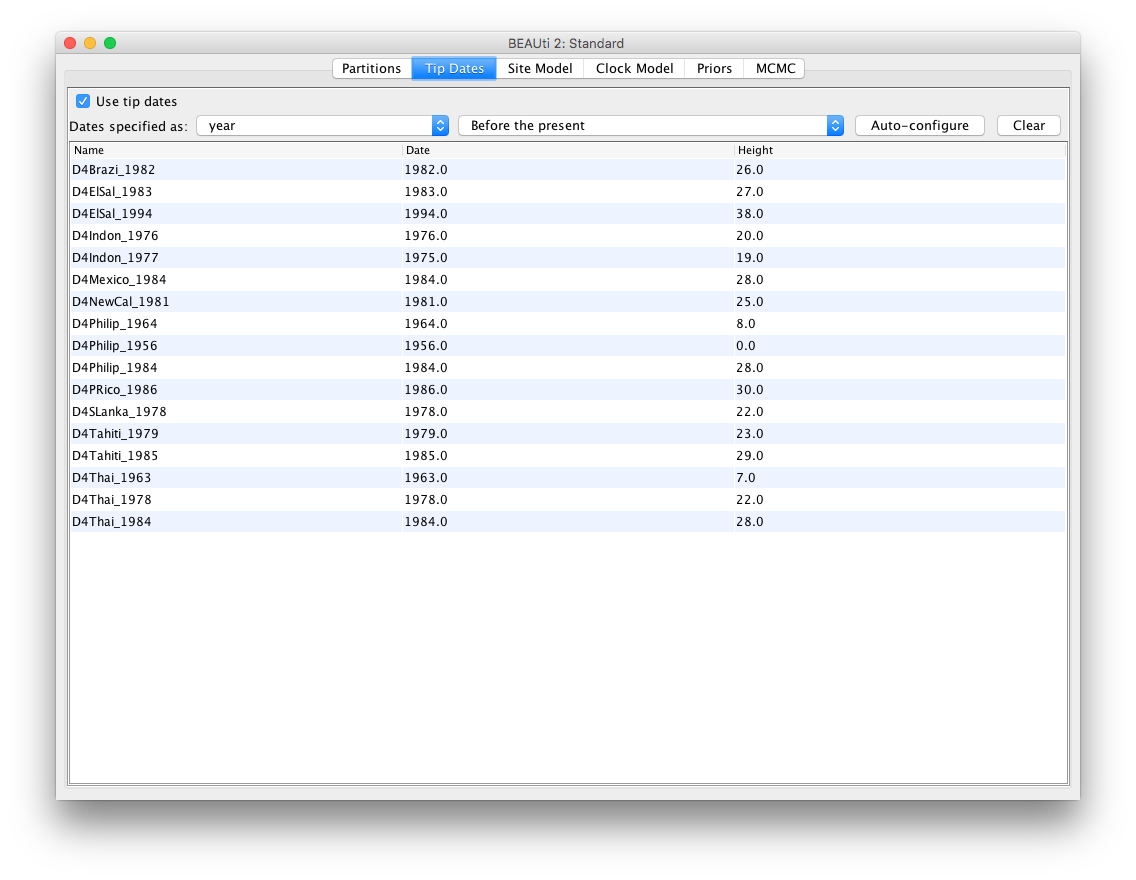 BEAUti 2: Standard
Partitions Tip Dates Site Model Clock Model Priors MCMC
Use tip dates
Dates specified as: year Before the present Auto-configure Clear
Name Date Height
D4Brazi_1982 1982.0 26.0
D4ElSal_1983 1983.0 27.0
D4ElSal_1994 1994.0 38.0
D4Indon_1976 1976.0 20.0
D4Indon_1977 1975.0 19.0
D4Mexico_1984 1984.0 28.0
D4NewCal_1981 1981.0 25.0
D4Philip_1964 1964.0 8.0
D4Philip_1956 1956.0 0.0
D4Philip_1984 1984.0 28.0
D4PRico_1986 1986.0 30.0
D4SLanka_1978 1978.0 22.0
D4Tahiti_1979 1979.0 23.0
D4Tahiti_1985 1985.0 29.0
D4Thai_1963 1963.0 7.0
D4Thai_1978 1978.0 22.0
D4Thai_1984 1984.0 28.0